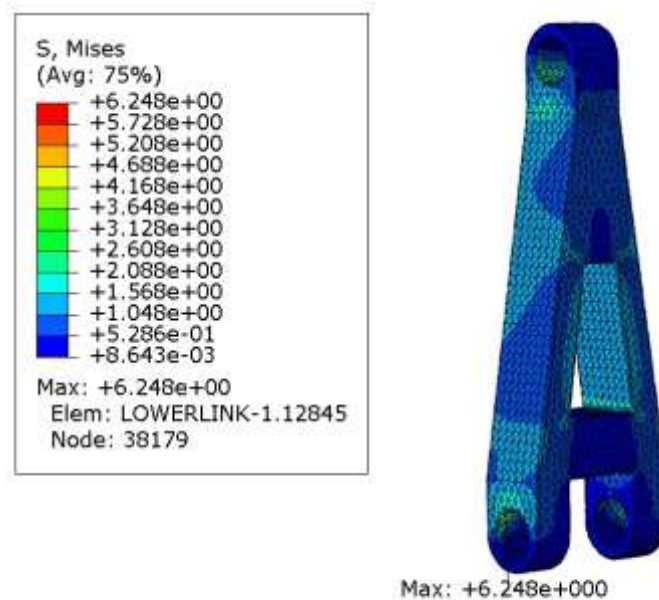 S, Mises
(Avg: 75%)
+6.248e+00
+5.728e+00
+5.208e+00
+4.688e+00
+4.168e+00
+3.648e+00
+3.128e+00
+2.608e+00
+2.088e+00
+1.568e+00
+1.048e+00
+5.286e-01
+8.643e-03
Max: +6.248e+00
Elem: LOWERLINK-1.12845
Node: 38179
Max: +6.248e+000